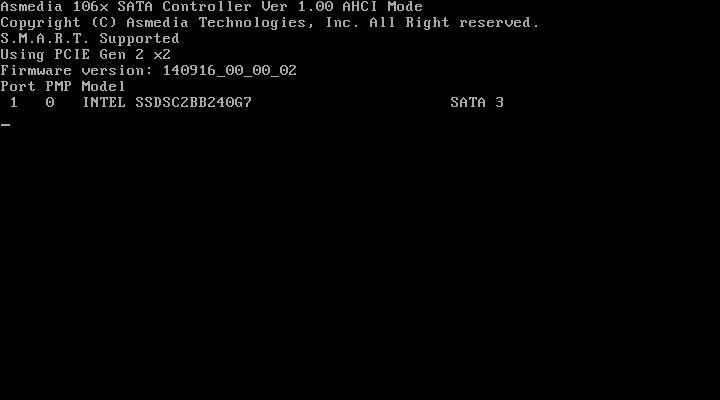 Asmedia 106x SATA Controller Ver 1.00 AHCI Mode
Copyright (C) Asmedia Technologies, Inc. All Right reserved.
S.M.A.R.T. Supported
Using PCIE Gen 2 x2
Firmware version: 140916_00_00_02
Port PMP Model
1 0 INTEL SSDSC2BB240G7 SATA 3